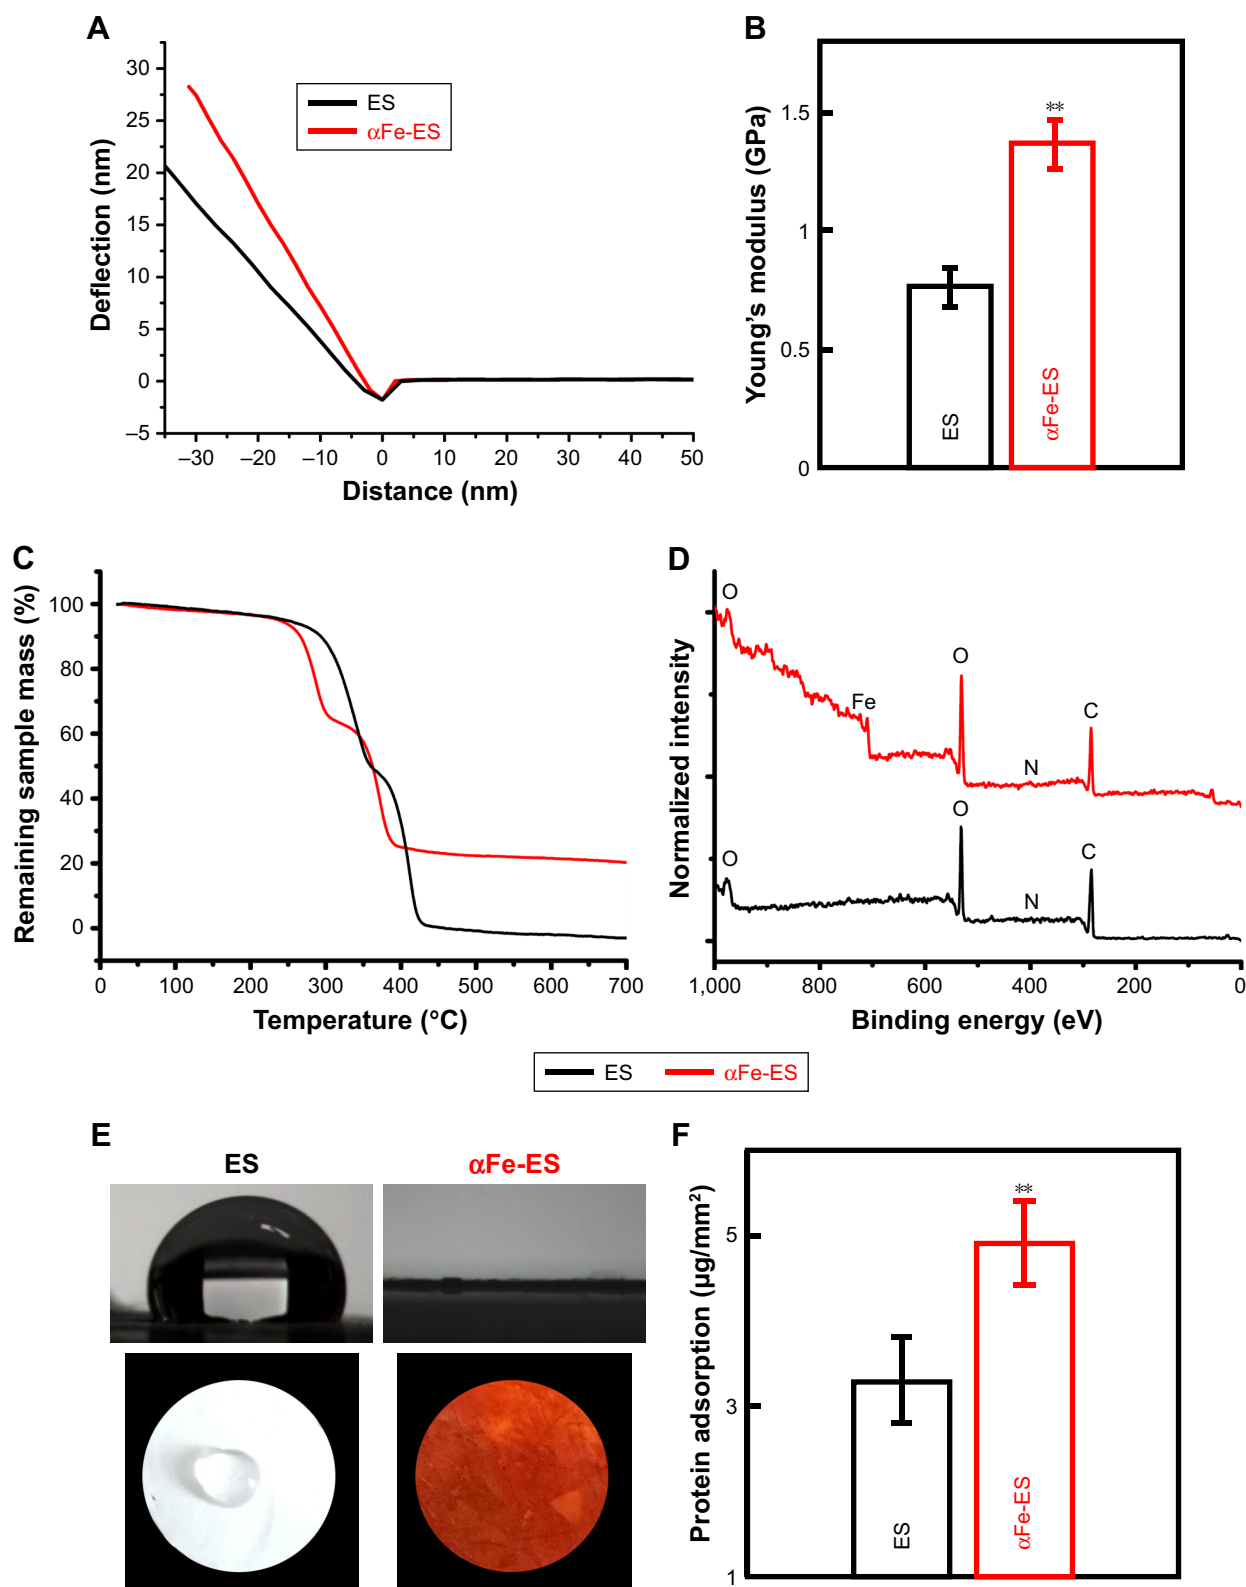 A
Deflection (nm)
30
25
20
15
10
5
0
–5
ES
αFe-ES
–30
–20
–10
0
10
20
30
40
50
Distance (nm)
B
Young's modulus (GPa)
1.5
1
0.5
0
**
ES
αFe-ES
C
Remaining sample mass (%)
100
80
60
40
20
0
0
100
200
300
400
500
600
700
Temperature (°C)
D
Normalized intensity
O
Fe
O
N
C
O
O
N
C
1,000
800
600
400
200
0
Binding energy (eV)
ES
αFe-ES
E
ES
αFe-ES
F
Protein adsorption (µg/mm²)
5
3
1
**
ES
αFe-ES